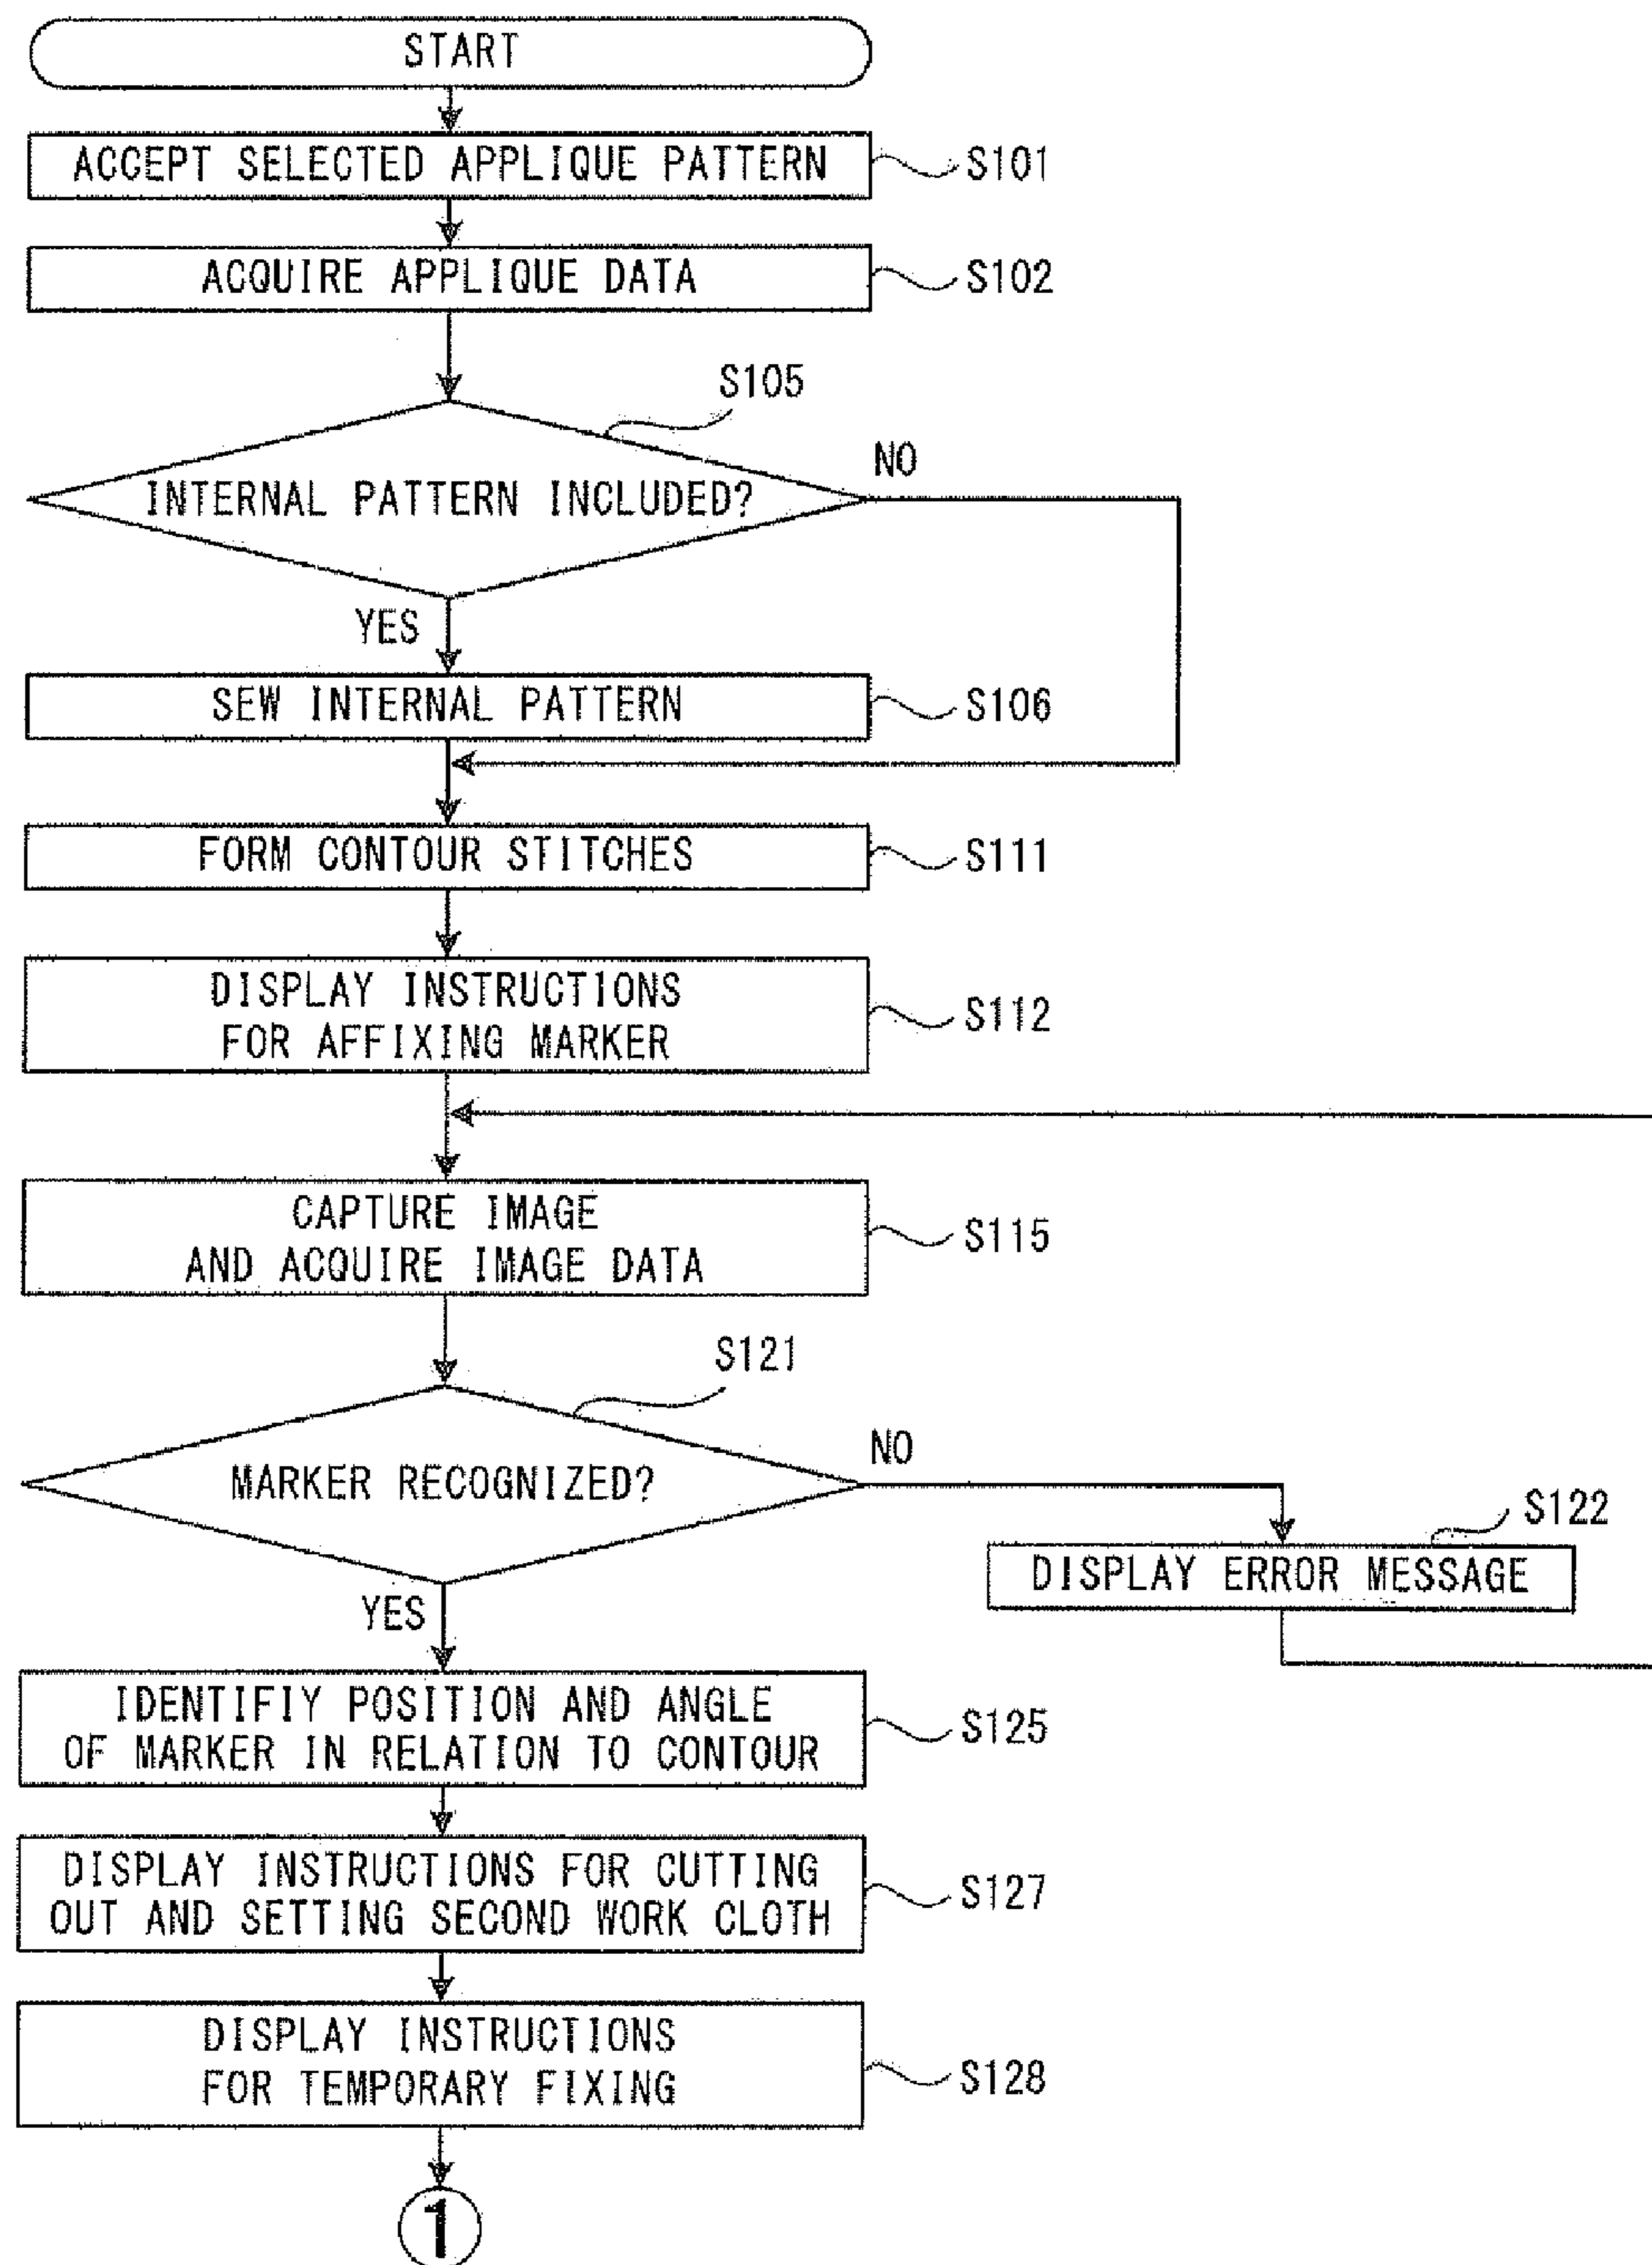 START
ACCEPT SELECTED APPLIQUE PATTERN
S101
ACQUIRE APPLIQUE DATA
S102
S105
INTERNAL PATTERN INCLUDED?
NO
YES
SEW INTERNAL PATTERN
S106
FORM CONTOUR STITCHES
S111
DISPLAY INSTRUCTIONS
FOR AFFIXING MARKER
S112
CAPTURE IMAGE
AND ACQUIRE IMAGE DATA
S115
S121
MARKER RECOGNIZED?
NO
S122
DISPLAY ERROR MESSAGE
YES
IDENTIFIY POSITION AND ANGLE
OF MARKER IN RELATION TO CONTOUR
S125
DISPLAY INSTRUCTIONS FOR CUTTING
OUT AND SETTING SECOND WORK CLOTH
S127
DISPLAY INSTRUCTIONS
FOR TEMPORARY FIXING
S128
1